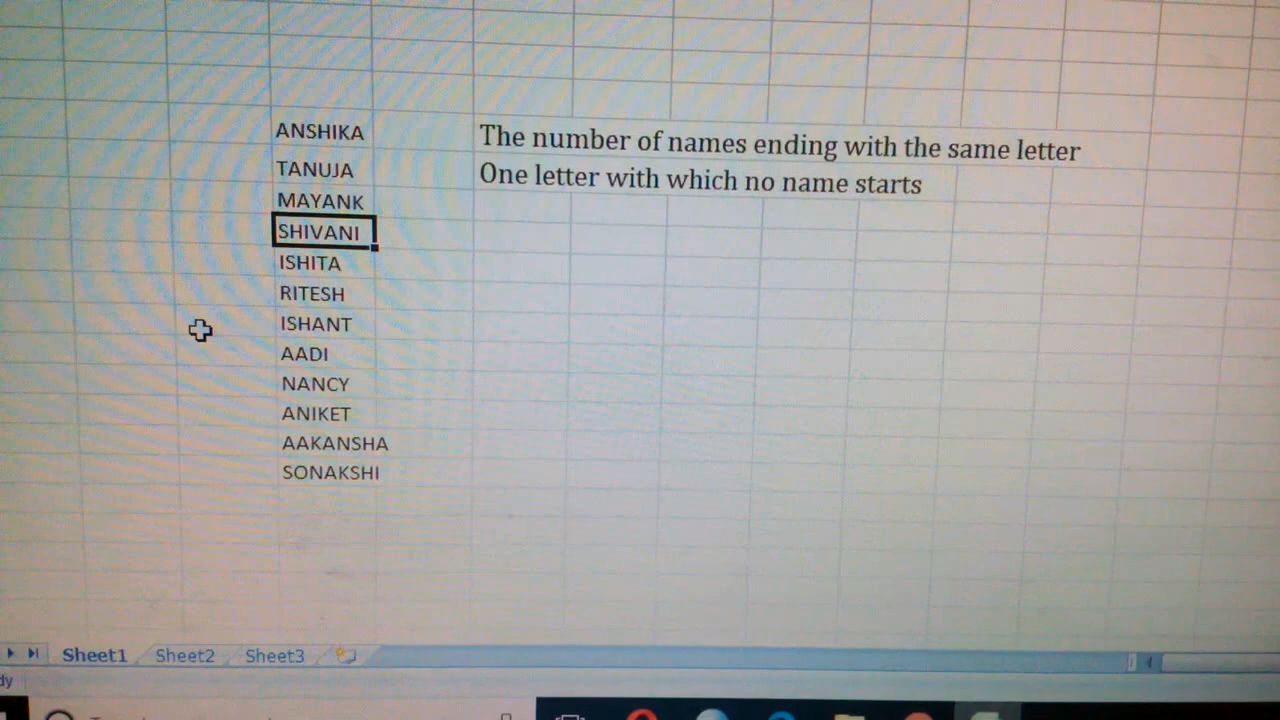 ANSHIKA The number of names ending with the same letter
TANUJA One letter with which no name starts
MAYANK
SHIVANI
ISHITA
RITESH
ISHANT
AADI
NANCY
ANIKET
AAKANSHA
SONAKSHI
Sheet1 Sheet2 Sheet3